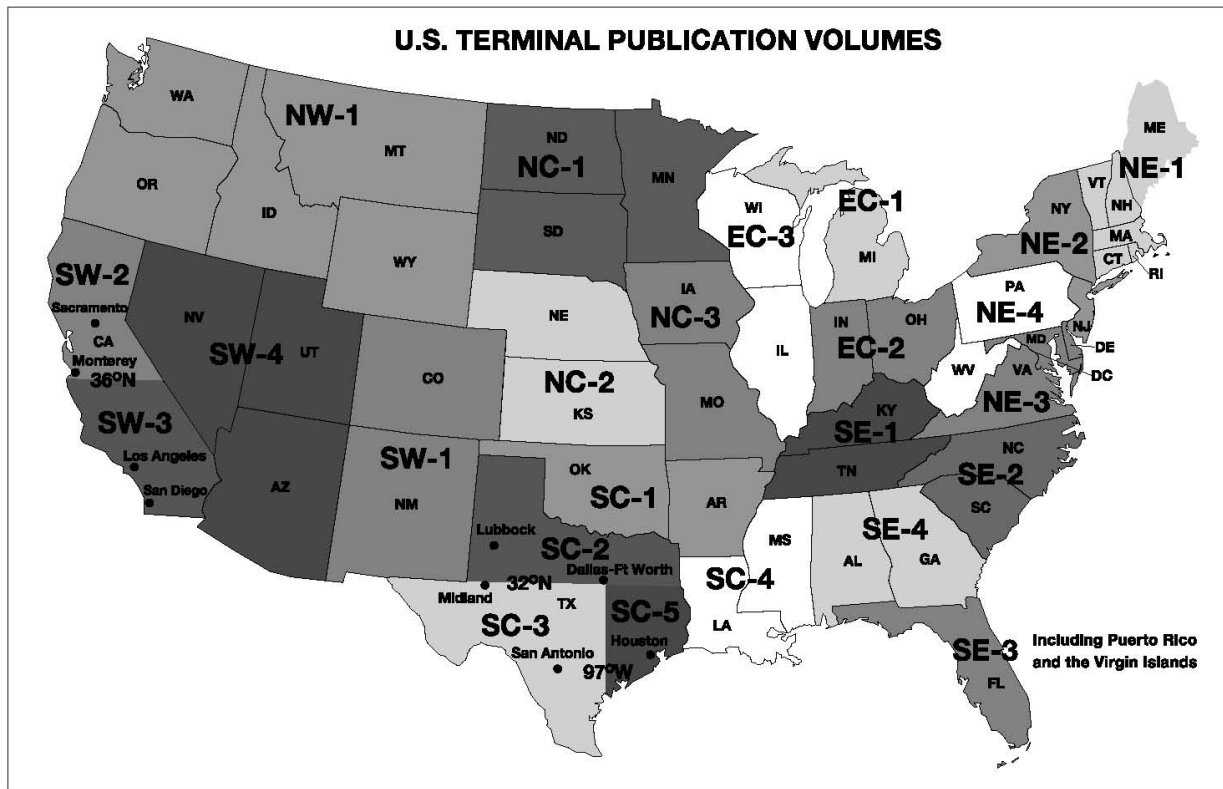 U.S. TERMINAL PUBLICATION VOLUMES
WA
NW-1
MT
OR
ID
WY
ND
NC-1
MN
SD
WI
EC-3
EC-1
MI
ME
NE-1
VT
NH
NY
NE-2
MA
CT
RI
SW-2
Sacramento
CA
Monterey
36ºN
NV
SW-4
UT
CO
NE
NC-2
KS
IA
NC-3
MO
IL
IN
OH
EC-2
PA
NE-4
NJ
MD
DE
DC
WV
VA
NE-3
KY
SE-1
TN
NC
SE-2
SC
SW-3
Los Angeles
San Diego
AZ
SW-1
NM
OK
SC-1
AR
Lubbock
SC-2
Dallas-Ft Worth
Midland
32ºN
TX
SC-3
San Antonio
SC-5
Houston
97ºW
MS
SC-4
LA
AL
SE-4
GA
SE-3
FL
Including Puerto Rico
and the Virgin Islands